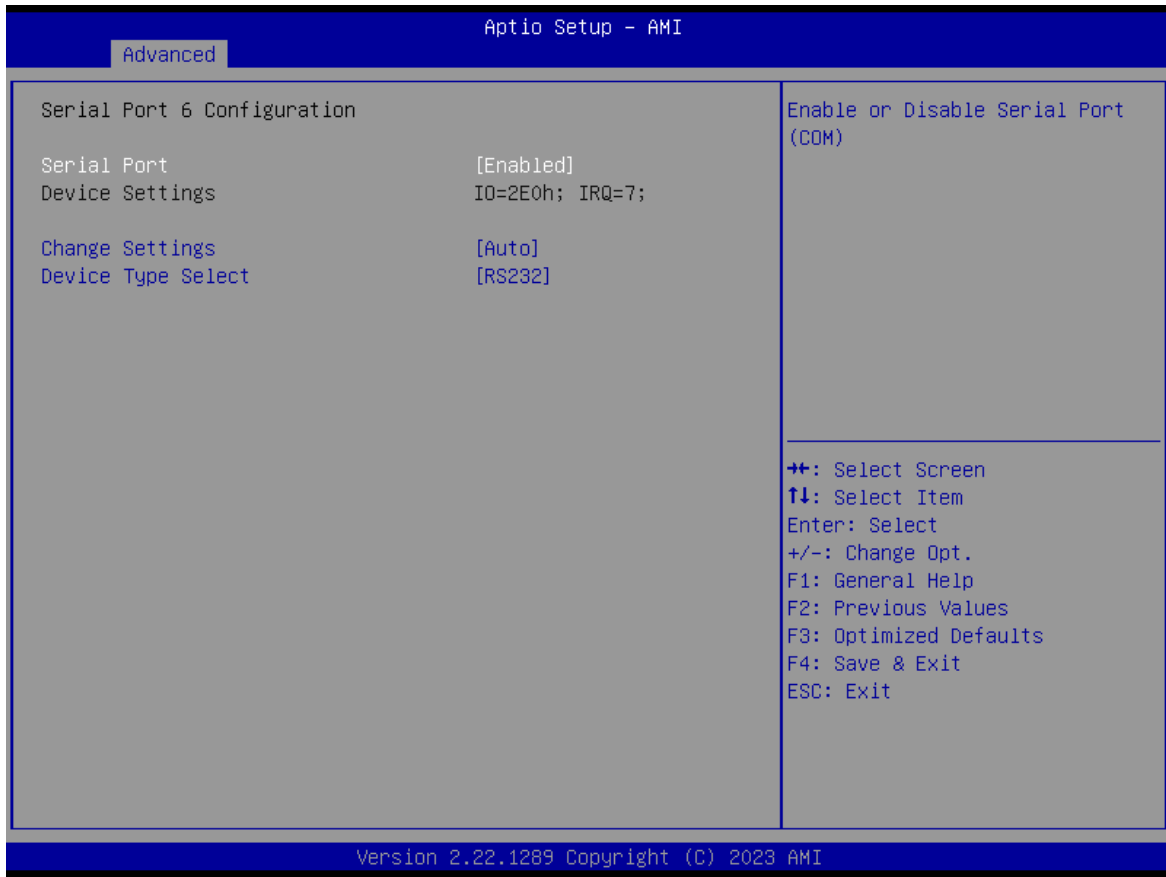 Aptio Setup – AMI
Advanced
Serial Port 6 Configuration
Serial Port [Enabled]
Device Settings IO=2E0h; IRQ=7;
Change Settings [Auto]
Device Type Select [RS232]
Enable or Disable Serial Port
(COM)
→←: Select Screen
↑↓: Select Item
Enter: Select
+/-: Change Opt.
F1: General Help
F2: Previous Values
F3: Optimized Defaults
F4: Save & Exit
ESC: Exit
Version 2.22.1289 Copyright (C) 2023 AMI